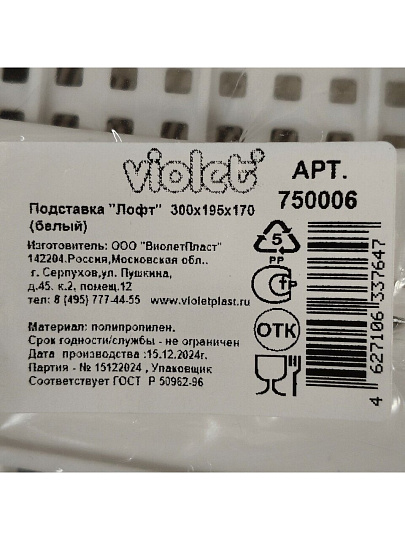 violet
АРТ.
750006
Подставка "Лофт" 300x195x170
(белый)
Изготовитель: ООО "ВиолетПласт"
142204.Россия,Московская обл..
г. Серпухов,ул. Пушкина,
д.45. к.2, помещ.12
тел: 8 (495) 777-44-55 www.violetplast.ru
5
PP
ОТК
Материал: полипропилен.
Срок годности/службы - не ограничен
Дата производства :15.12.2024г.
Партия - № 15122024 , Упаковщик
Соответствует ГОСТ Р 50962-96
4 627106 337647